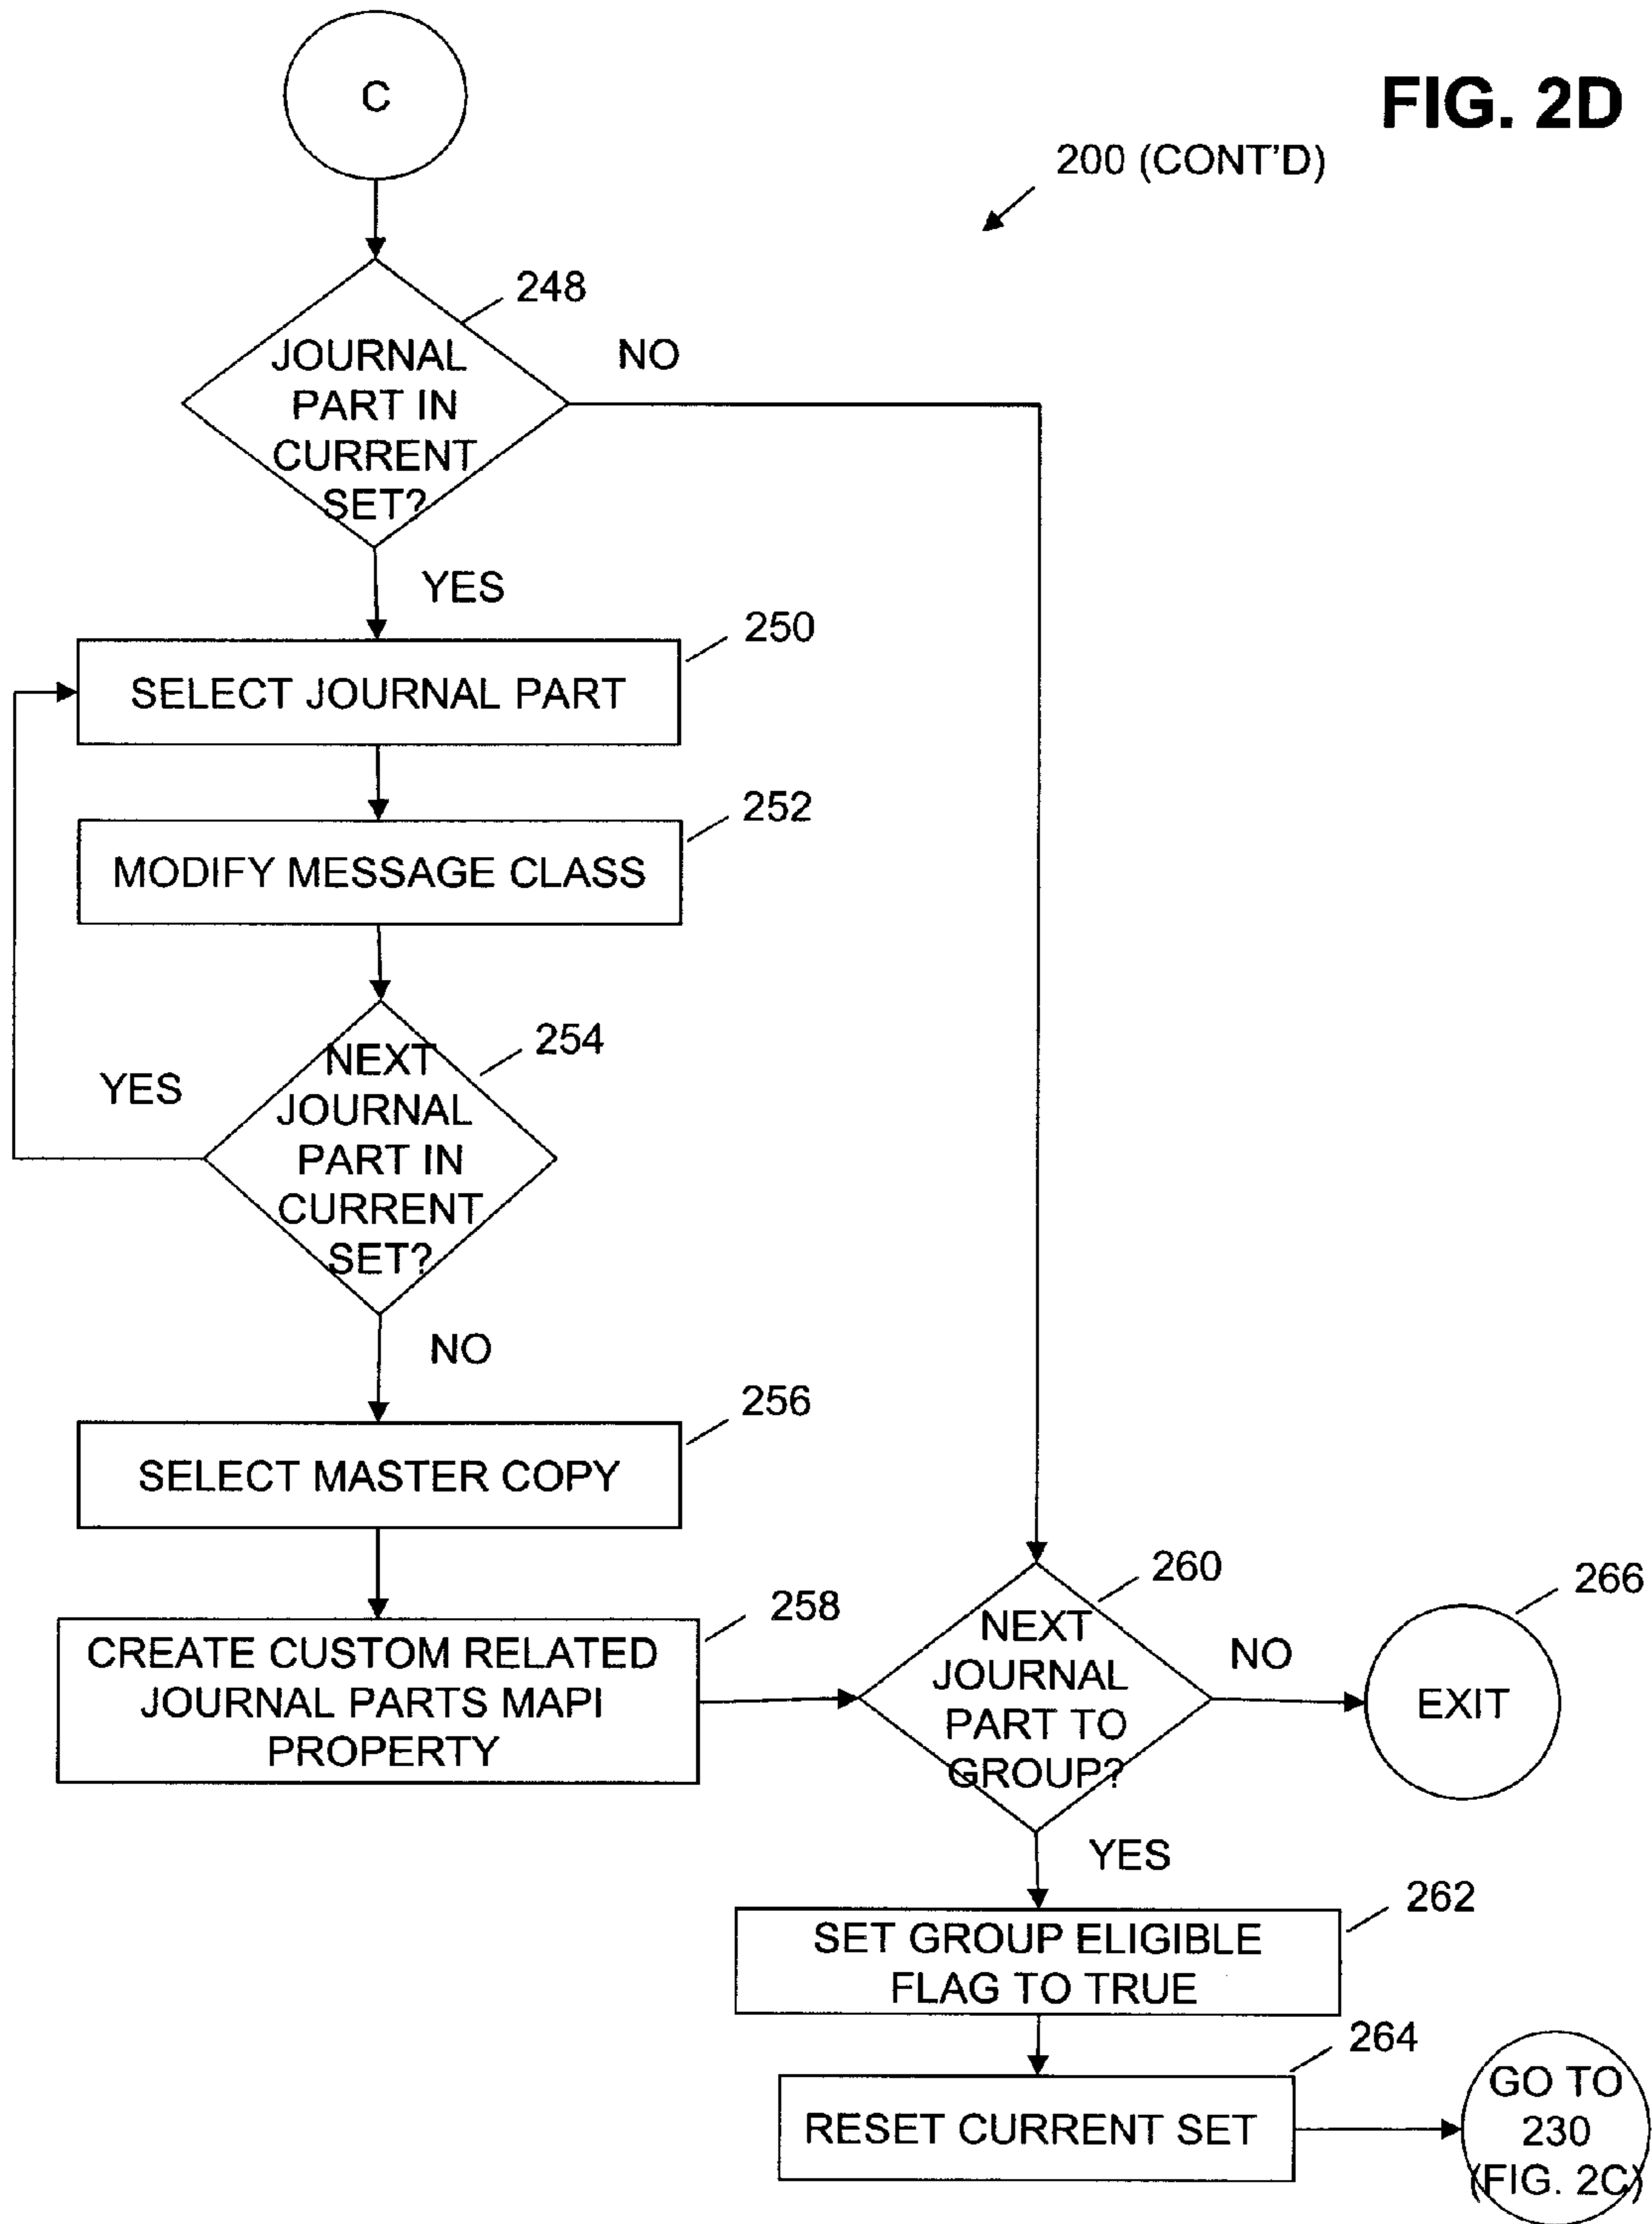 C
FIG. 2D
200 (CONT'D)
248
JOURNAL
PART IN
CURRENT
SET?
NO
YES
250
SELECT JOURNAL PART
252
MODIFY MESSAGE CLASS
254
NEXT
JOURNAL
PART IN
CURRENT
SET?
YES
NO
256
SELECT MASTER COPY
258
CREATE CUSTOM RELATED
JOURNAL PARTS MAPI
PROPERTY
260
NEXT
JOURNAL
PART TO
GROUP?
NO
266
EXIT
YES
262
SET GROUP ELIGIBLE
FLAG TO TRUE
264
RESET CURRENT SET
GO TO
230
(FIG. 2C)